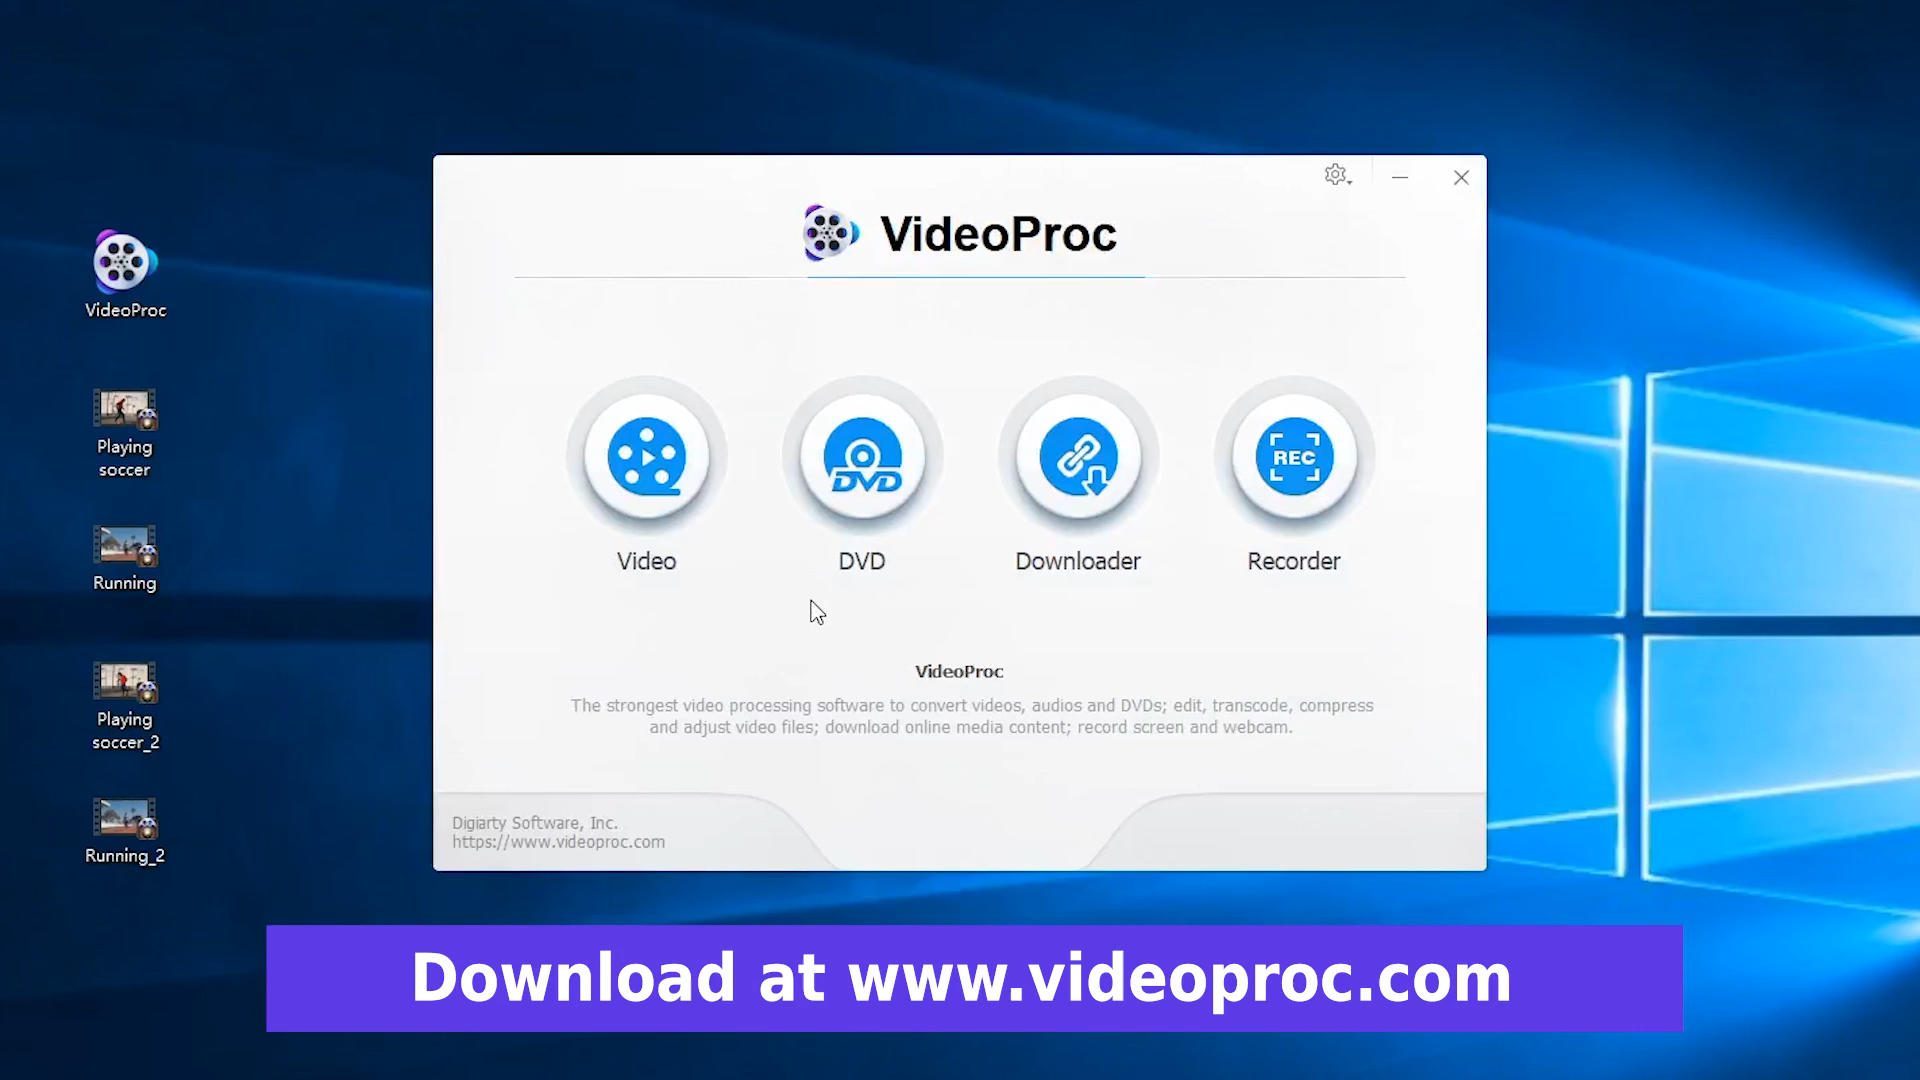 VideoProc
VideoProc
Playing
soccer
Running
Playing
soccer_2
Running_2
DVD
REC
Video
DVD
Downloader
Recorder
VideoProc
The strongest video processing software to convert videos, audios and DVDs; edit, transcode, compress
and adjust video files; download online media content; record screen and webcam.
Digiarty Software, Inc.
https://www.videoproc.com
Download at www.videoproc.com